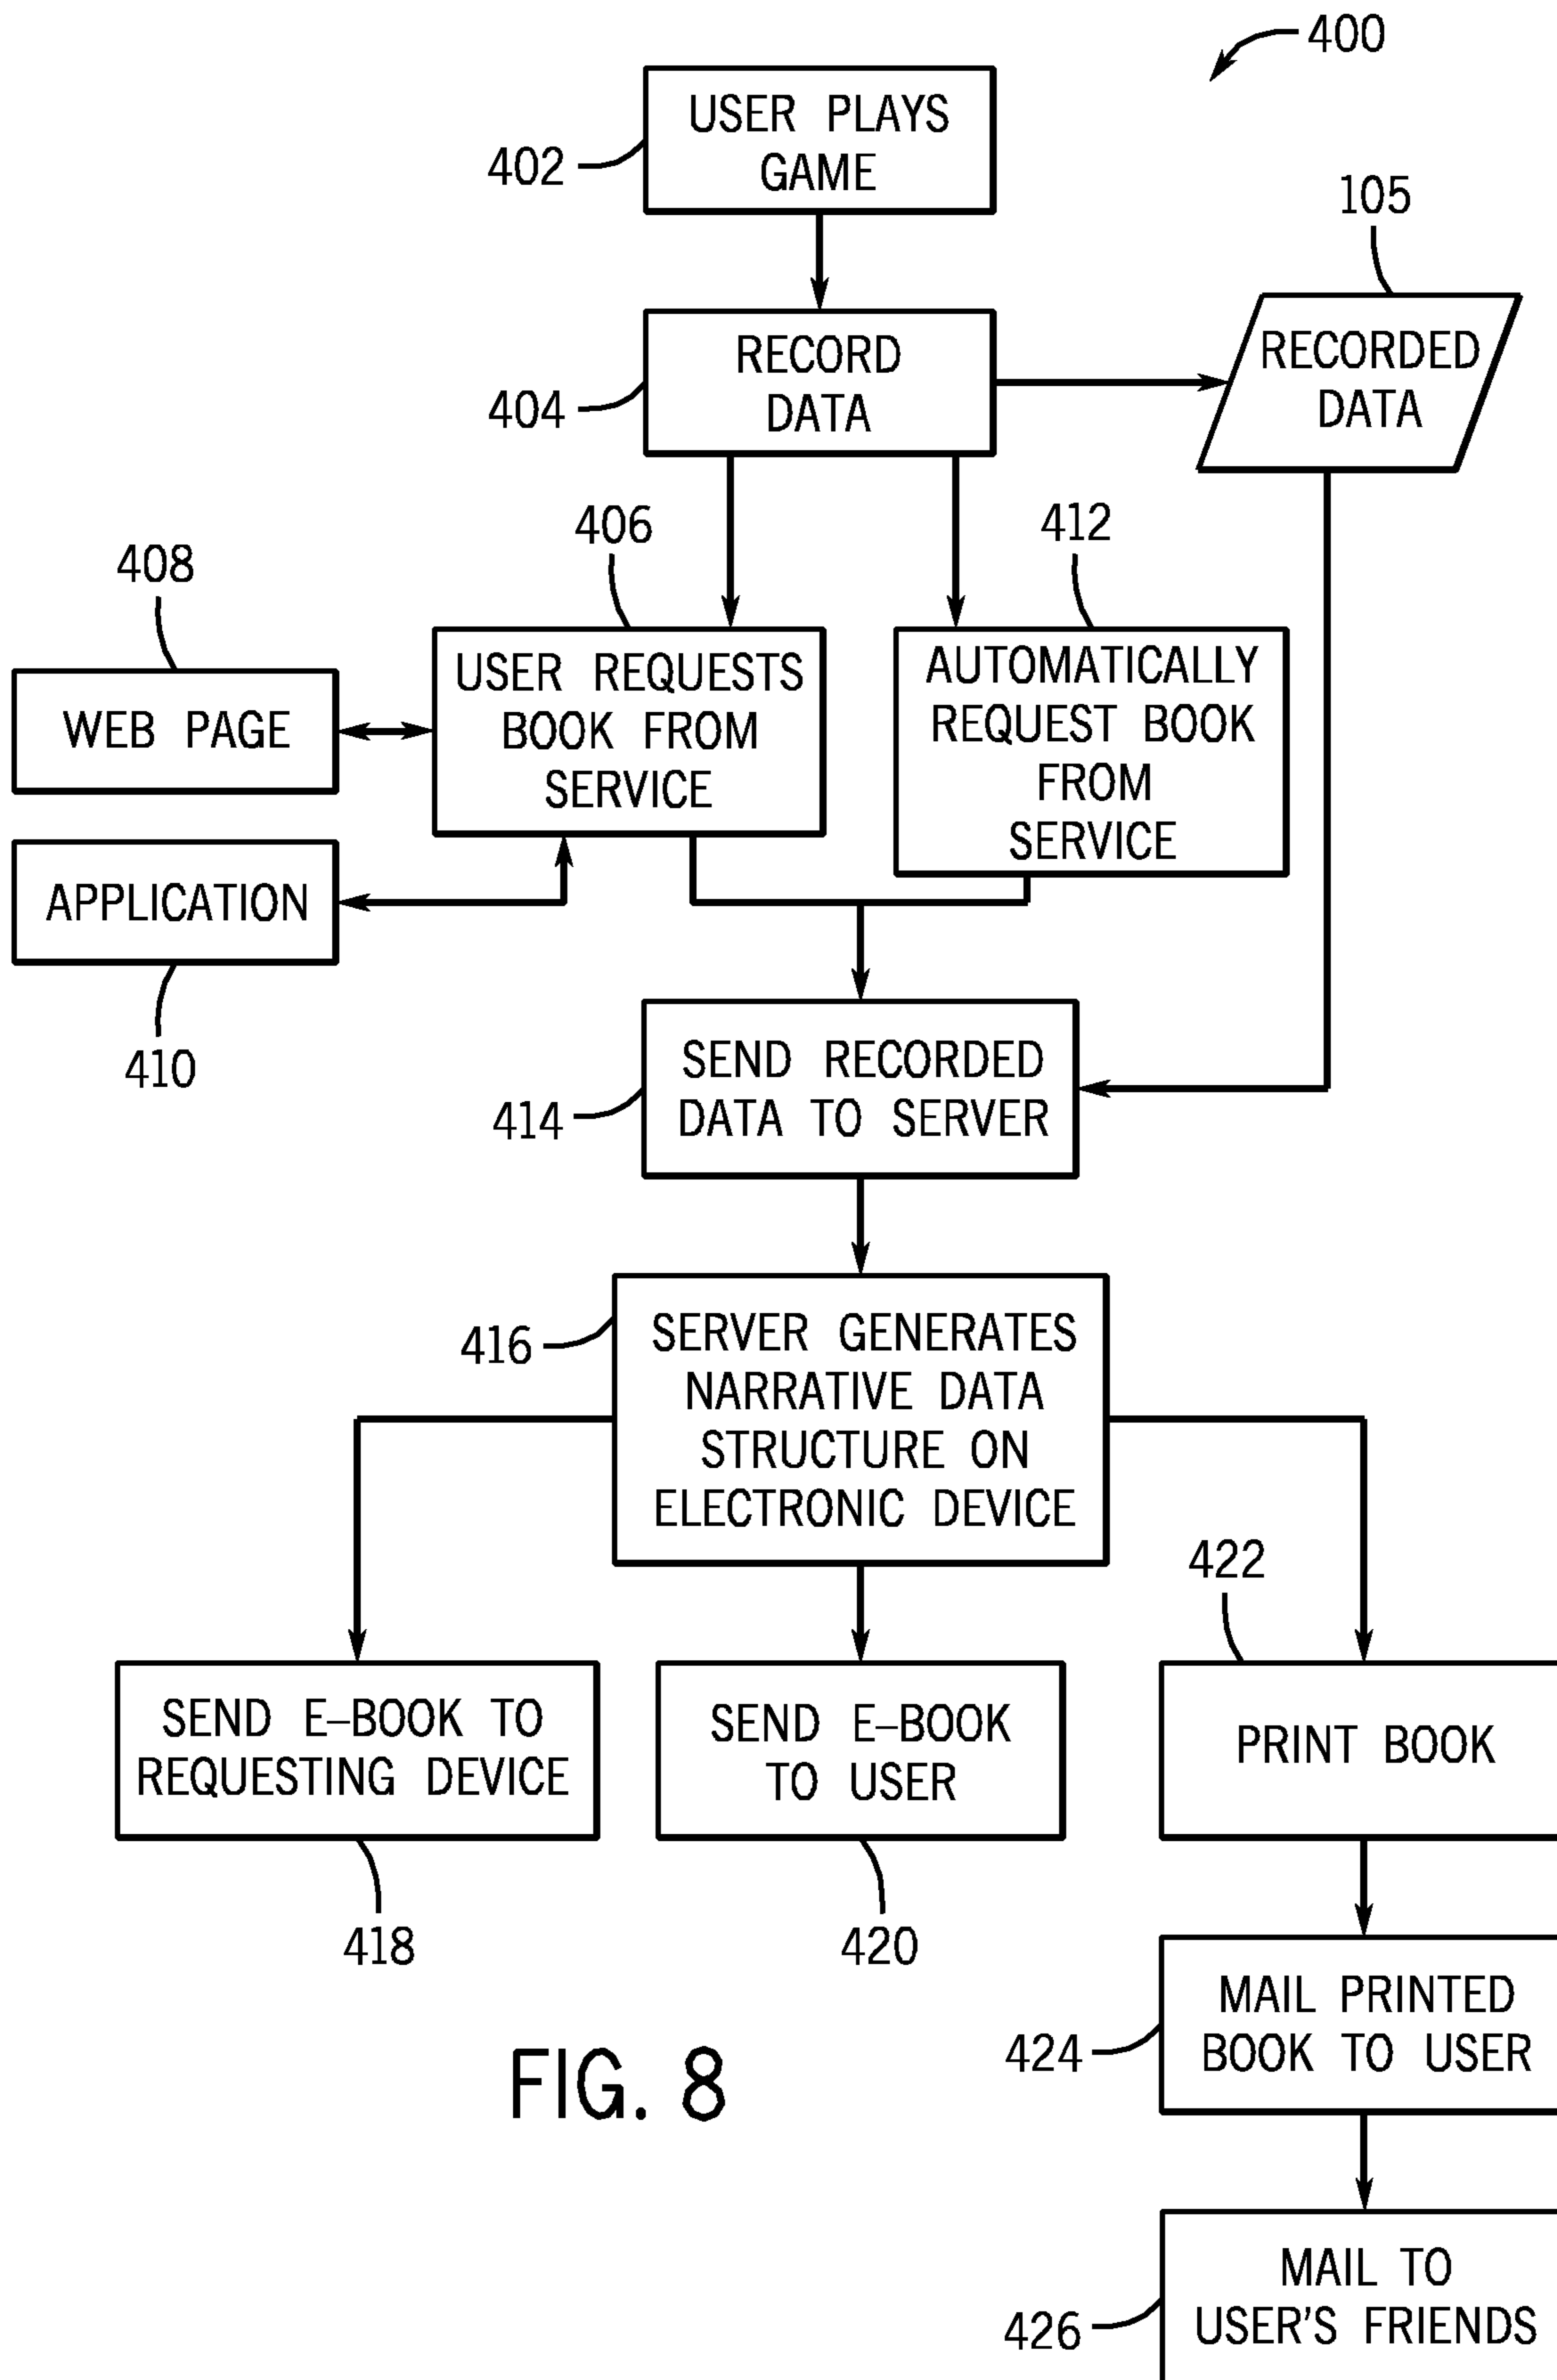 400
USER PLAYS
GAME
402
105
RECORD
DATA
404
RECORDED
DATA
406
412
408
USER REQUESTS
BOOK FROM
SERVICE
AUTOMATICALLY
REQUEST BOOK
FROM
SERVICE
WEB PAGE
APPLICATION
410
SEND RECORDED
DATA TO SERVER
414
SERVER GENERATES
NARRATIVE DATA
STRUCTURE ON
ELECTRONIC DEVICE
416
422
SEND E–BOOK TO
REQUESTING DEVICE
SEND E–BOOK
TO USER
PRINT BOOK
418
420
MAIL PRINTED
BOOK TO USER
424
FIG. 8
MAIL TO
USER'S FRIENDS
426